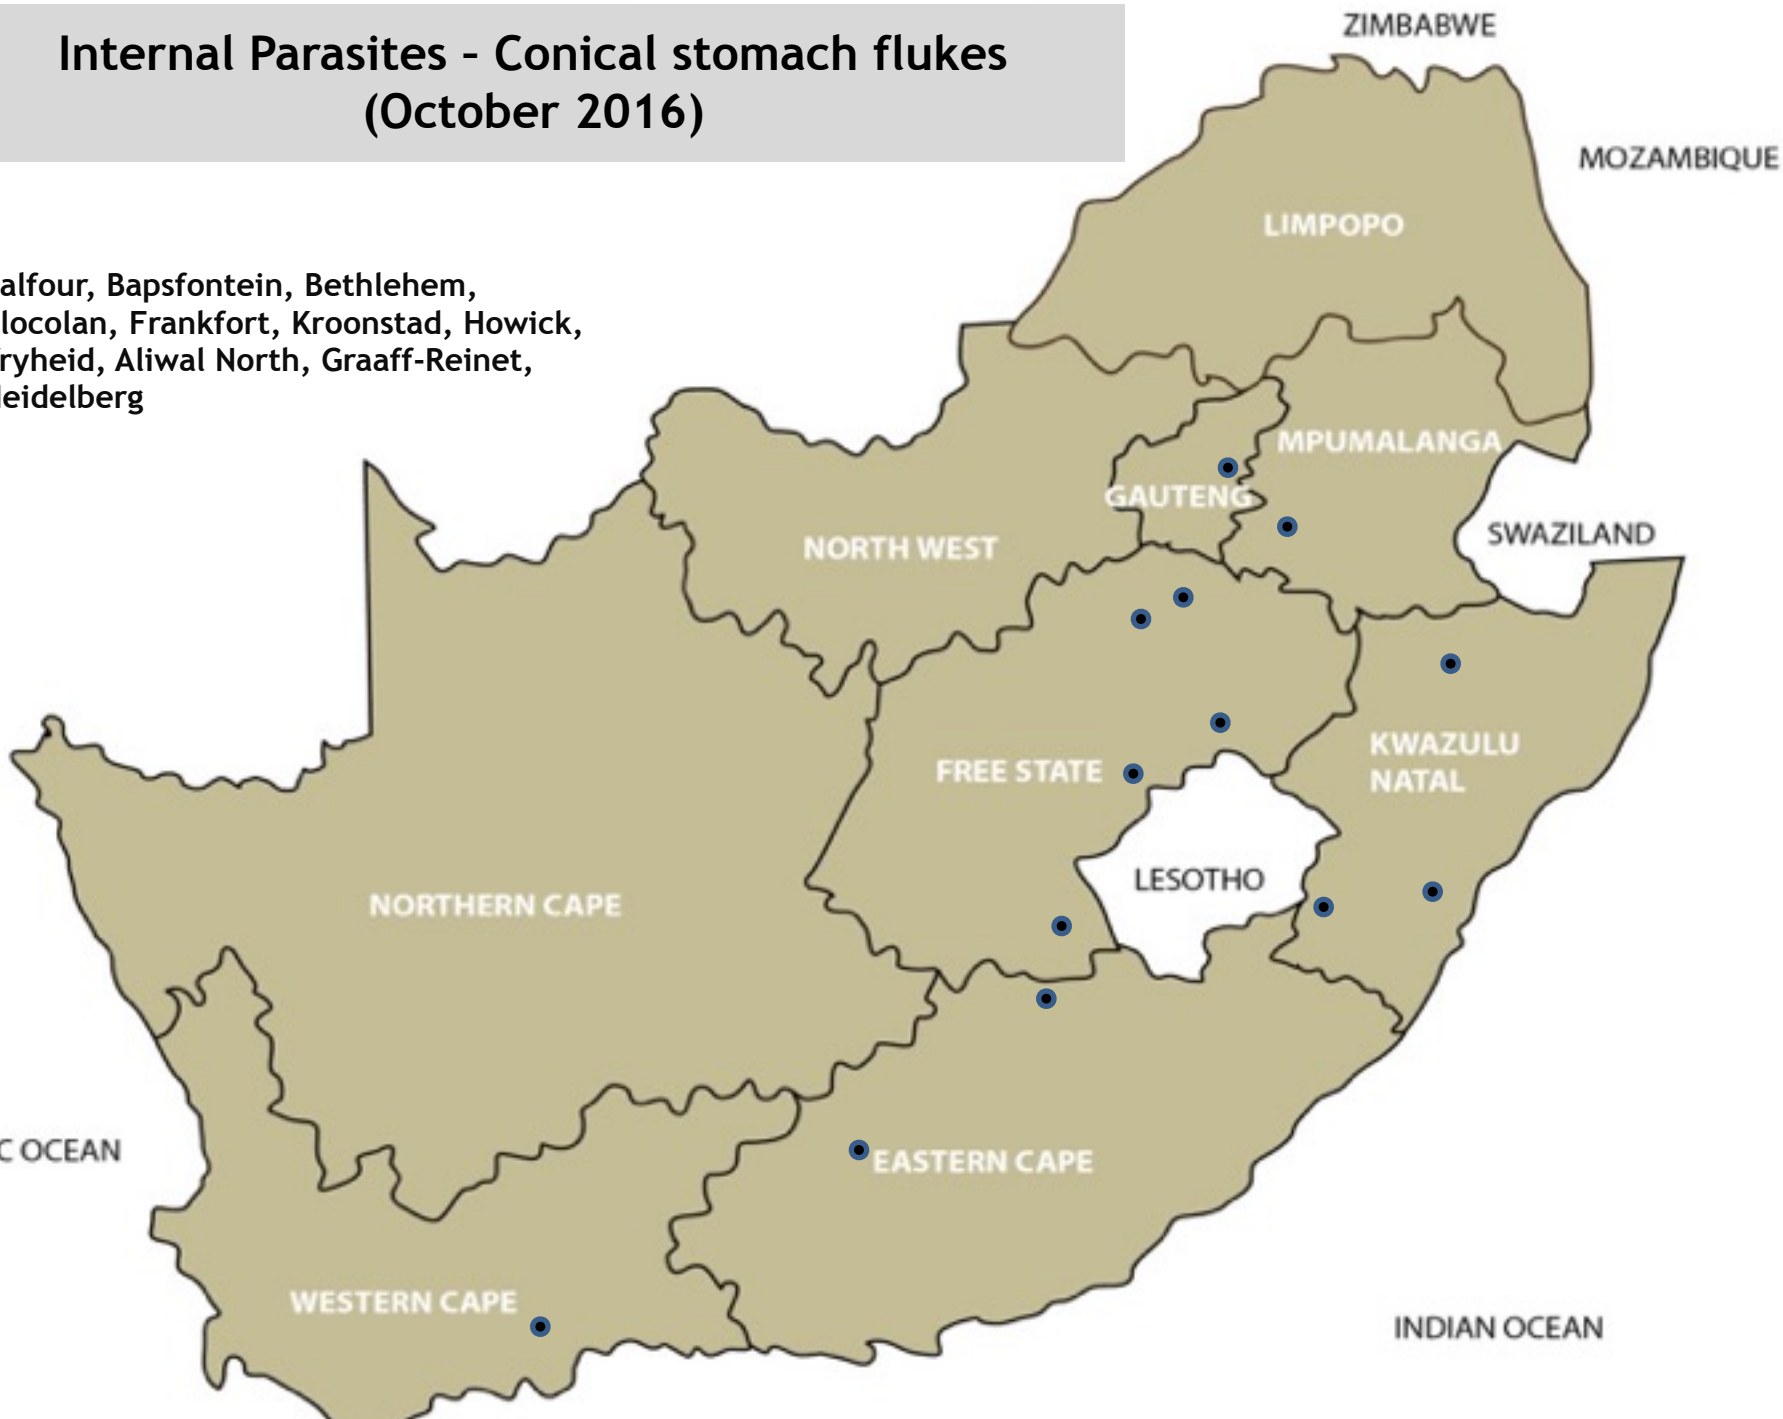 Internal Parasites – Conical stomach flukes
(October 2016)
ZIMBABWE
MOZAMBIQUE
LIMPOPO
alfour, Bapsfontein, Bethlehem,
locolan, Frankfort, Kroonstad, Howick,
ryheid, Aliwal North, Graaff-Reinet,
eidelberg
MPUMALANGA
GAUTENG
SWAZILAND
NORTH WEST
KWAZULU
NATAL
FREE STATE
LESOTHO
NORTHERN CAPE
C OCEAN
EASTERN CAPE
WESTERN CAPE
INDIAN OCEAN